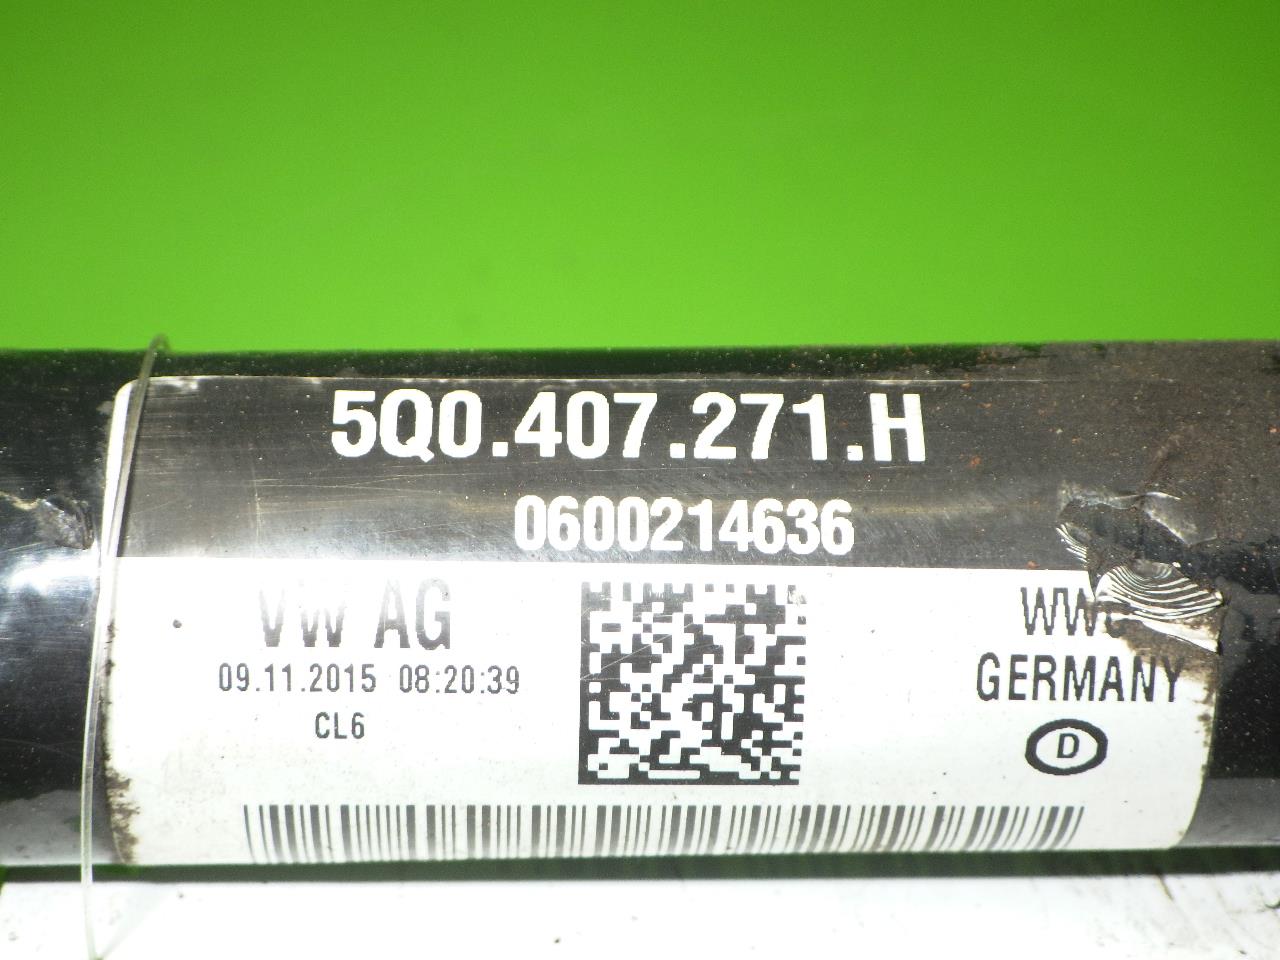 5Q0.407.271.H
0600214636
VW AG
09.11.2015 08:20:39
CL6
GERMANY
D